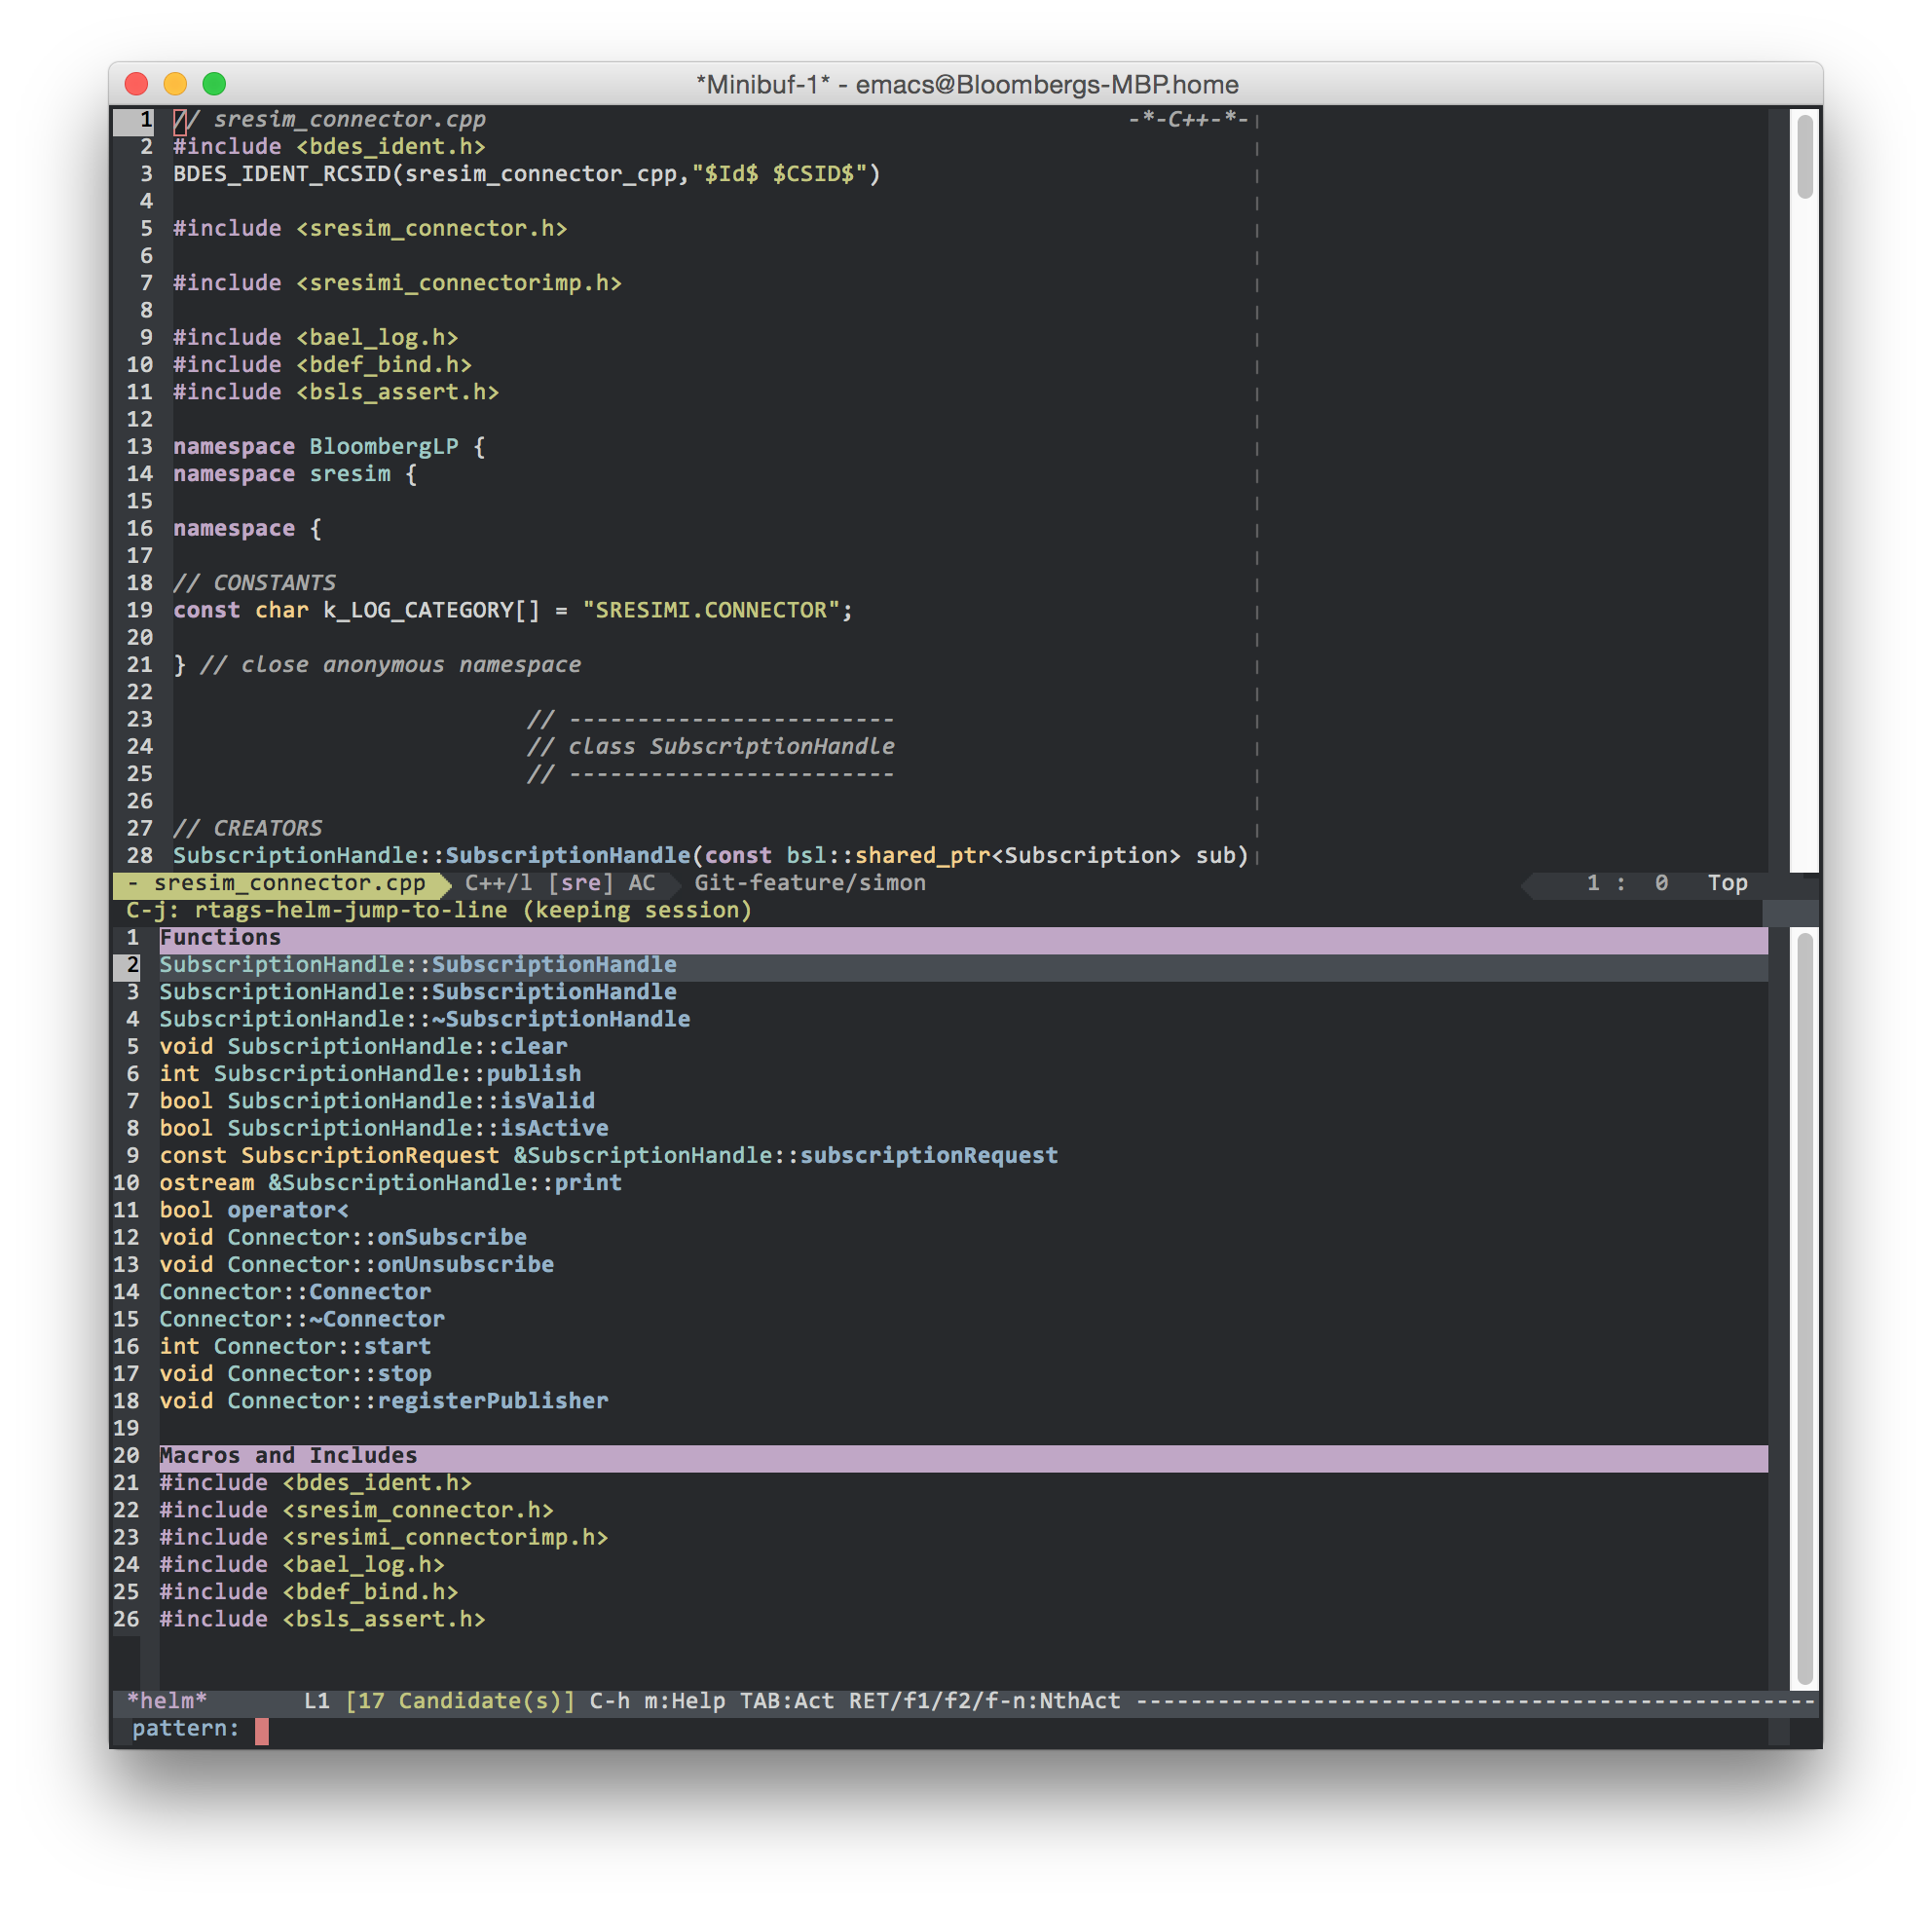 *Minibuf-1* - emacs@Bloombergs-MBP.home
1 // sresim_connector.cpp -*-C++-*-
2 #include <bdes_ident.h>
3 BDES_IDENT_RCSID(sresim_connector_cpp,"$Id$ $CSID$")
4
5 #include <sresim_connector.h>
6
7 #include <sresimi_connectorimp.h>
8
9 #include <bael_log.h>
10 #include <bdef_bind.h>
11 #include <bsls_assert.h>
12
13 namespace BloombergLP {
14 namespace sresim {
15
16 namespace {
17
18 // CONSTANTS
19 const char k_LOG_CATEGORY[] = "SRESIMI.CONNECTOR";
20
21 } // close anonymous namespace
22
23 // ------------------------
24 // class SubscriptionHandle
25 // ------------------------
26
27 // CREATORS
28 SubscriptionHandle::SubscriptionHandle(const bsl::shared_ptr<Subscription> sub)
- sresim_connector.cpp C++/l [sre] AC Git-feature/simon 1 : 0 Top
C-j: rtags-helm-jump-to-line (keeping session)
1 Functions
2 SubscriptionHandle::SubscriptionHandle
3 SubscriptionHandle::SubscriptionHandle
4 SubscriptionHandle::~SubscriptionHandle
5 void SubscriptionHandle::clear
6 int SubscriptionHandle::publish
7 bool SubscriptionHandle::isValid
8 bool SubscriptionHandle::isActive
9 const SubscriptionRequest &SubscriptionHandle::subscriptionRequest
10 ostream &SubscriptionHandle::print
11 bool operator<
12 void Connector::onSubscribe
13 void Connector::onUnsubscribe
14 Connector::Connector
15 Connector::~Connector
16 int Connector::start
17 void Connector::stop
18 void Connector::registerPublisher
19
20 Macros and Includes
21 #include <bdes_ident.h>
22 #include <sresim_connector.h>
23 #include <sresimi_connectorimp.h>
24 #include <bael_log.h>
25 #include <bdef_bind.h>
26 #include <bsls_assert.h>
*helm* L1 [17 Candidate(s)] C-h m:Help TAB:Act RET/f1/f2/f-n:NthAct --------------------------------------------------
pattern: